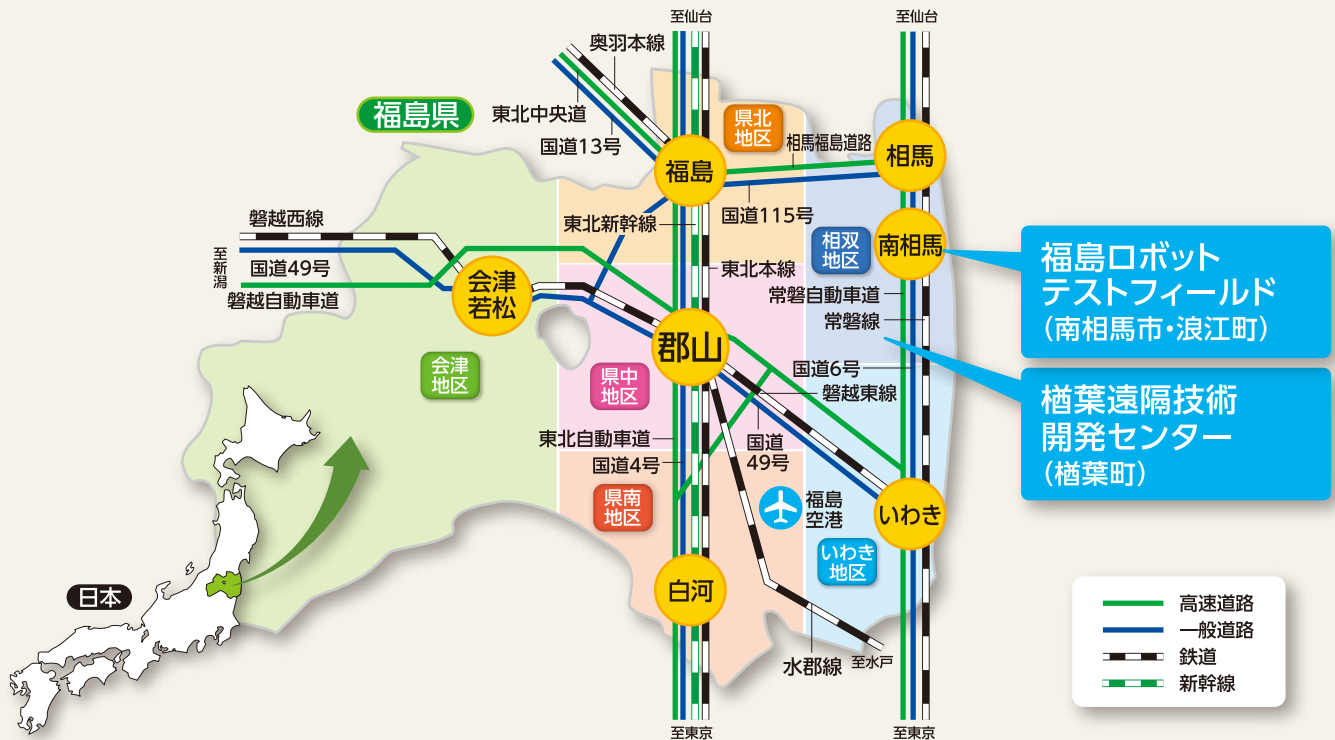 至仙台
至仙台
奥羽本線
福島県
東北中央道
国道13号
県北
地区
相馬福島道路
相馬
福島
国道115号
磐越西線
東北新幹線
相双
地区
南相馬
至新潟
国道49号
磐越自動車道
会津
若松
東北本線
常磐自動車道
常磐線
福島ロボット
テストフィールド
(南相馬市・浪江町)
郡山
会津
地区
県中
地区
国道6号
磐越東線
楢葉遠隔技術
開発センター
(楢葉町)
東北自動車道
国道4号
国道
49号
県南
地区
福島
空港
いわき
いわき
地区
白河
日本
水郡線
至水戸
高速道路
一般道路
鉄道
新幹線
至東京
至東京